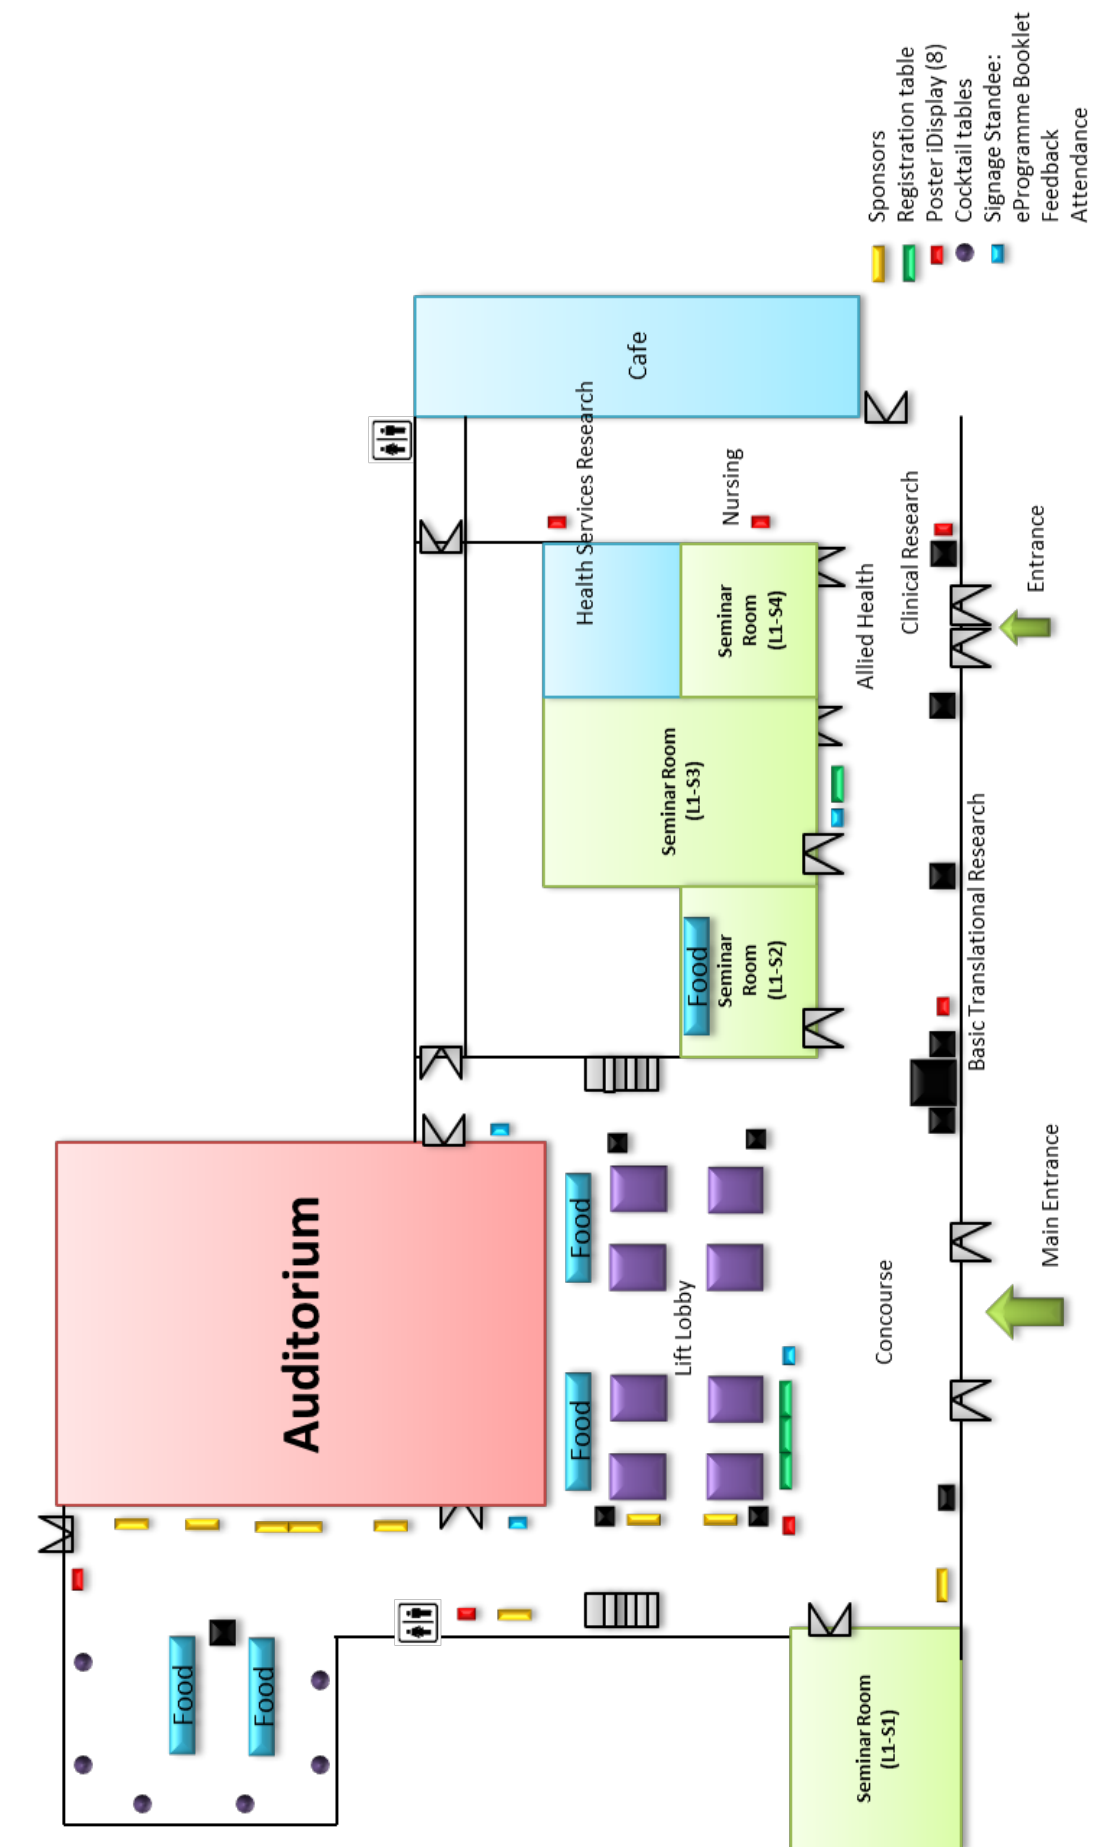 Auditorium
Food
Food
Food
Food
Lift Lobby
Concourse
Main Entrance
Seminar Room
(L1-S1)
Food
Seminar
Room
(L1-S2)
Seminar Room
(L1-S3)
Seminar
Room
(L1-S4)
Health Services Research
Nursing
Cafe
Allied Health
Clinical Research
Basic Translational Research
Entrance
Sponsors
Registration table
Poster iDisplay (8)
Cocktail tables
Signage Standee:
eProgramme Booklet
Feedback
Attendance